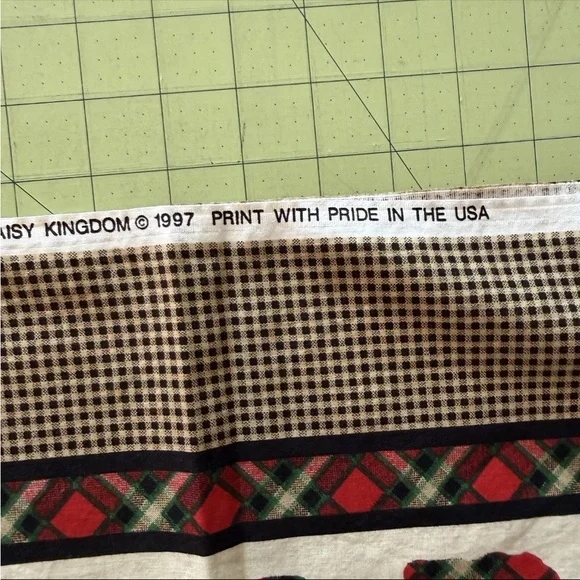 AISY KINGDOM © 1997 PRINT WITH PRIDE IN THE USA